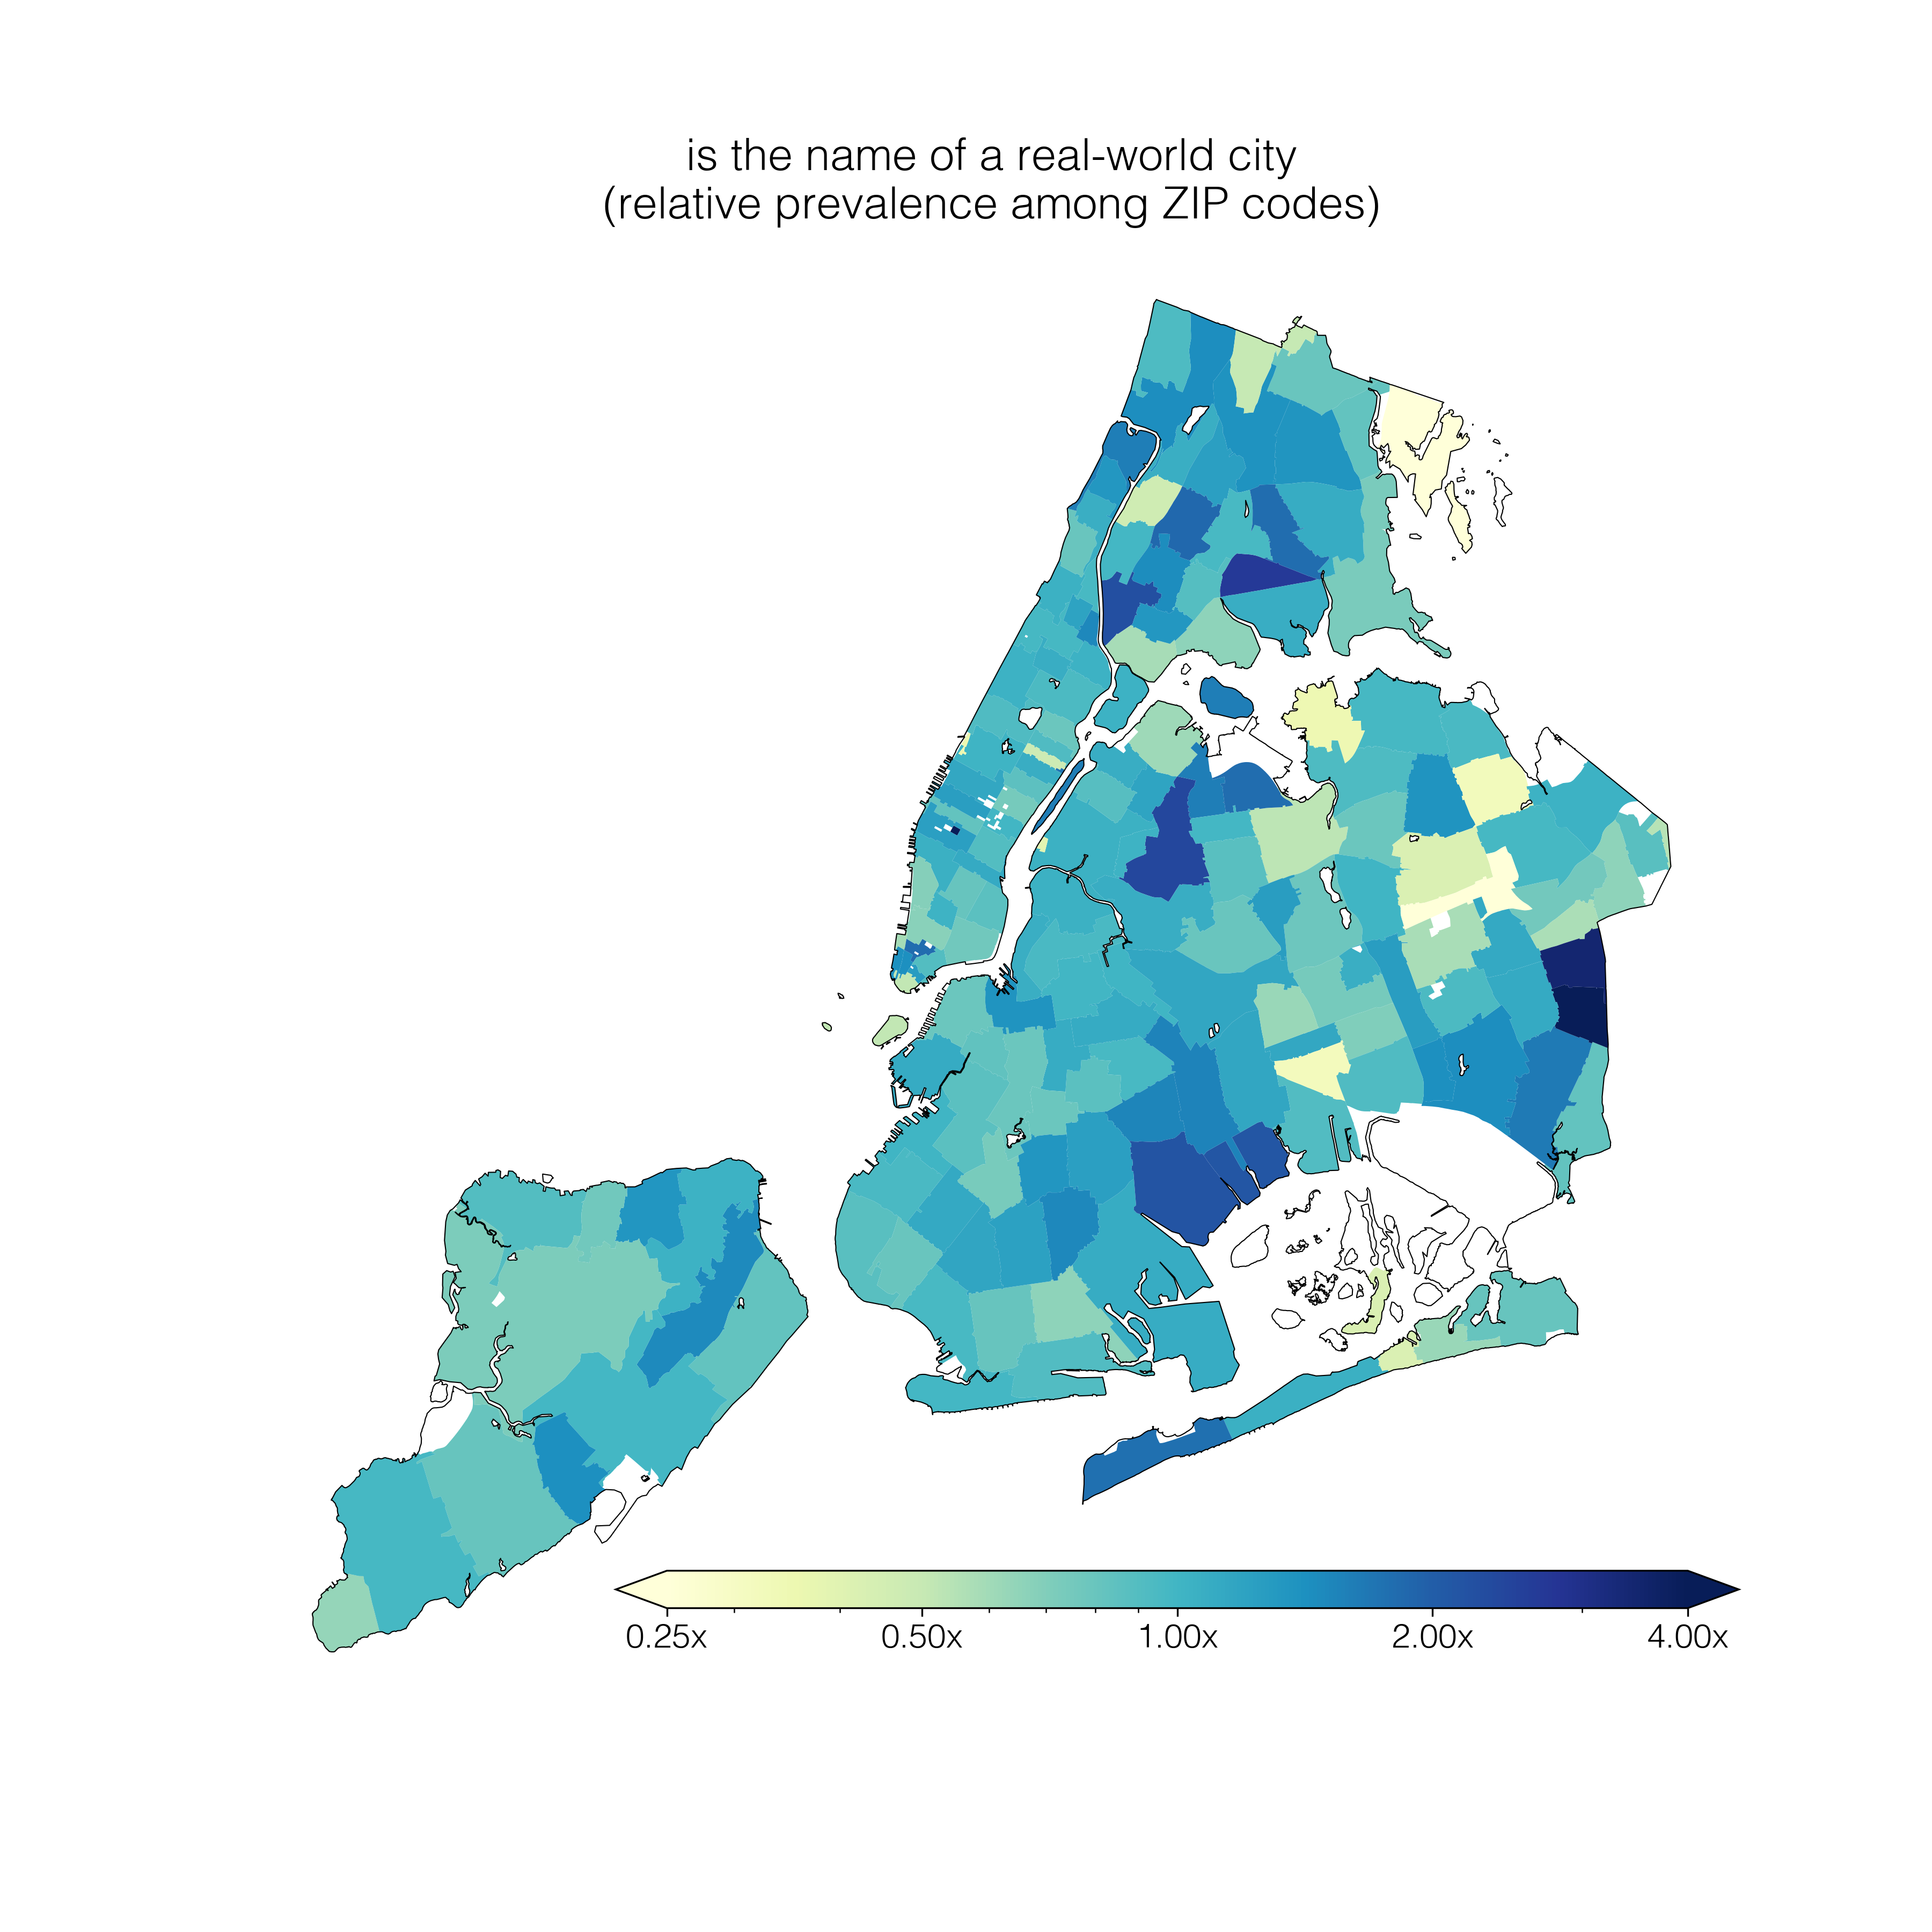 is the name of a real-world city
(relative prevalence among ZIP codes)
0.25x 0.50x 1.00x 2.00x 4.00x